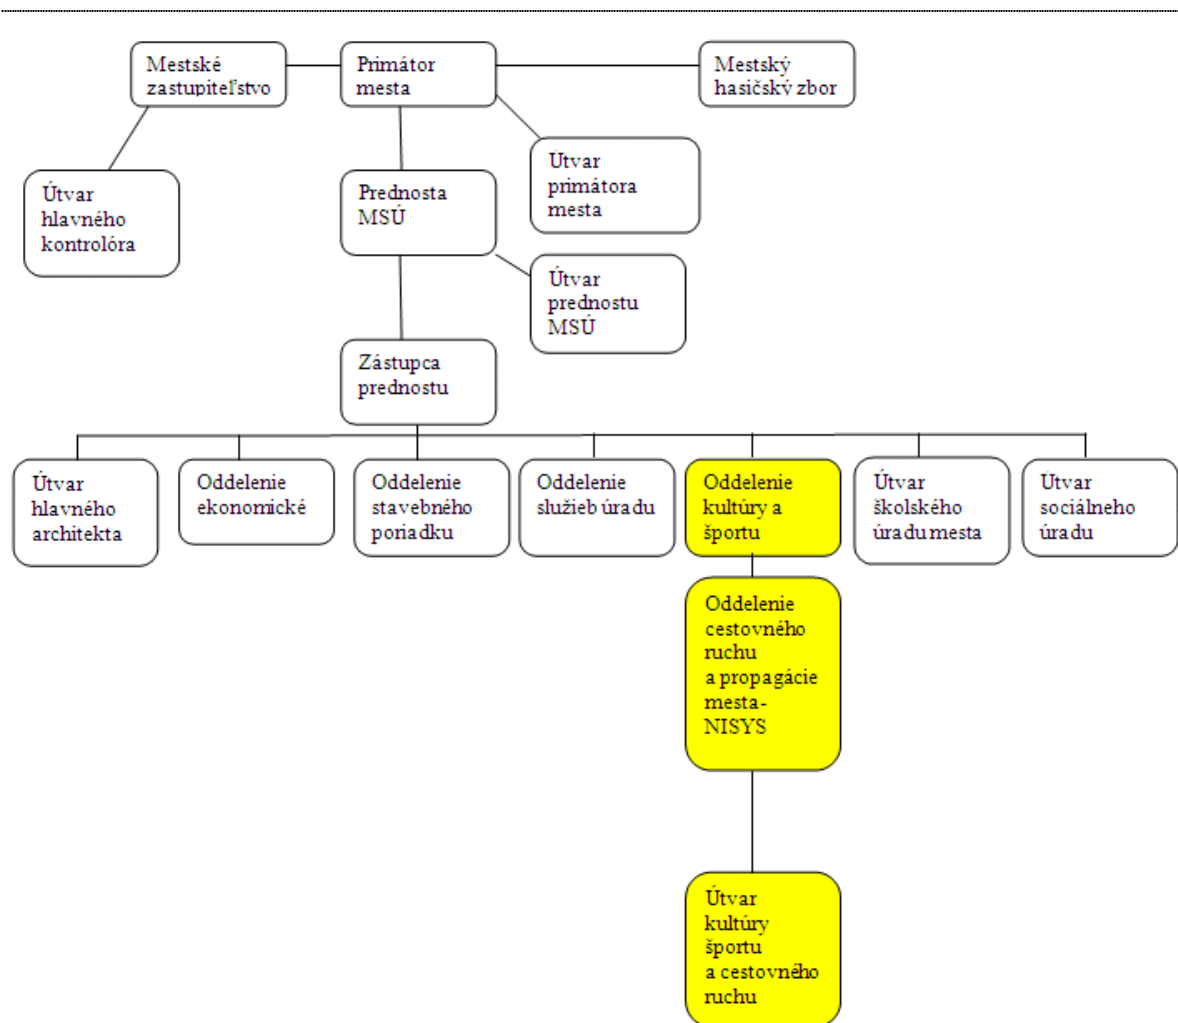 Mestské
zastupiteľstvo
Primátor
mesta
Mestský
hasičský zbor
Útvar
hlavného
kontrolóra
Prednosta
MSÚ
Útvar
primátora
mesta
Útvar
prednostu
MSÚ
Zástupca
prednostu
Útvar
hlavného
architekta
Oddelenie
ekonomické
Oddelenie
stavebného
poriadku
Oddelenie
služieb úradu
Oddelenie
kultúry a
športu
Útvar
školského
úradu mesta
Útvar
sociálneho
úradu
Oddelenie
cestovného
ruchu
a propagácie
mesta-
NISYS
Útvar
kultúry
športu
a cestovného
ruchu